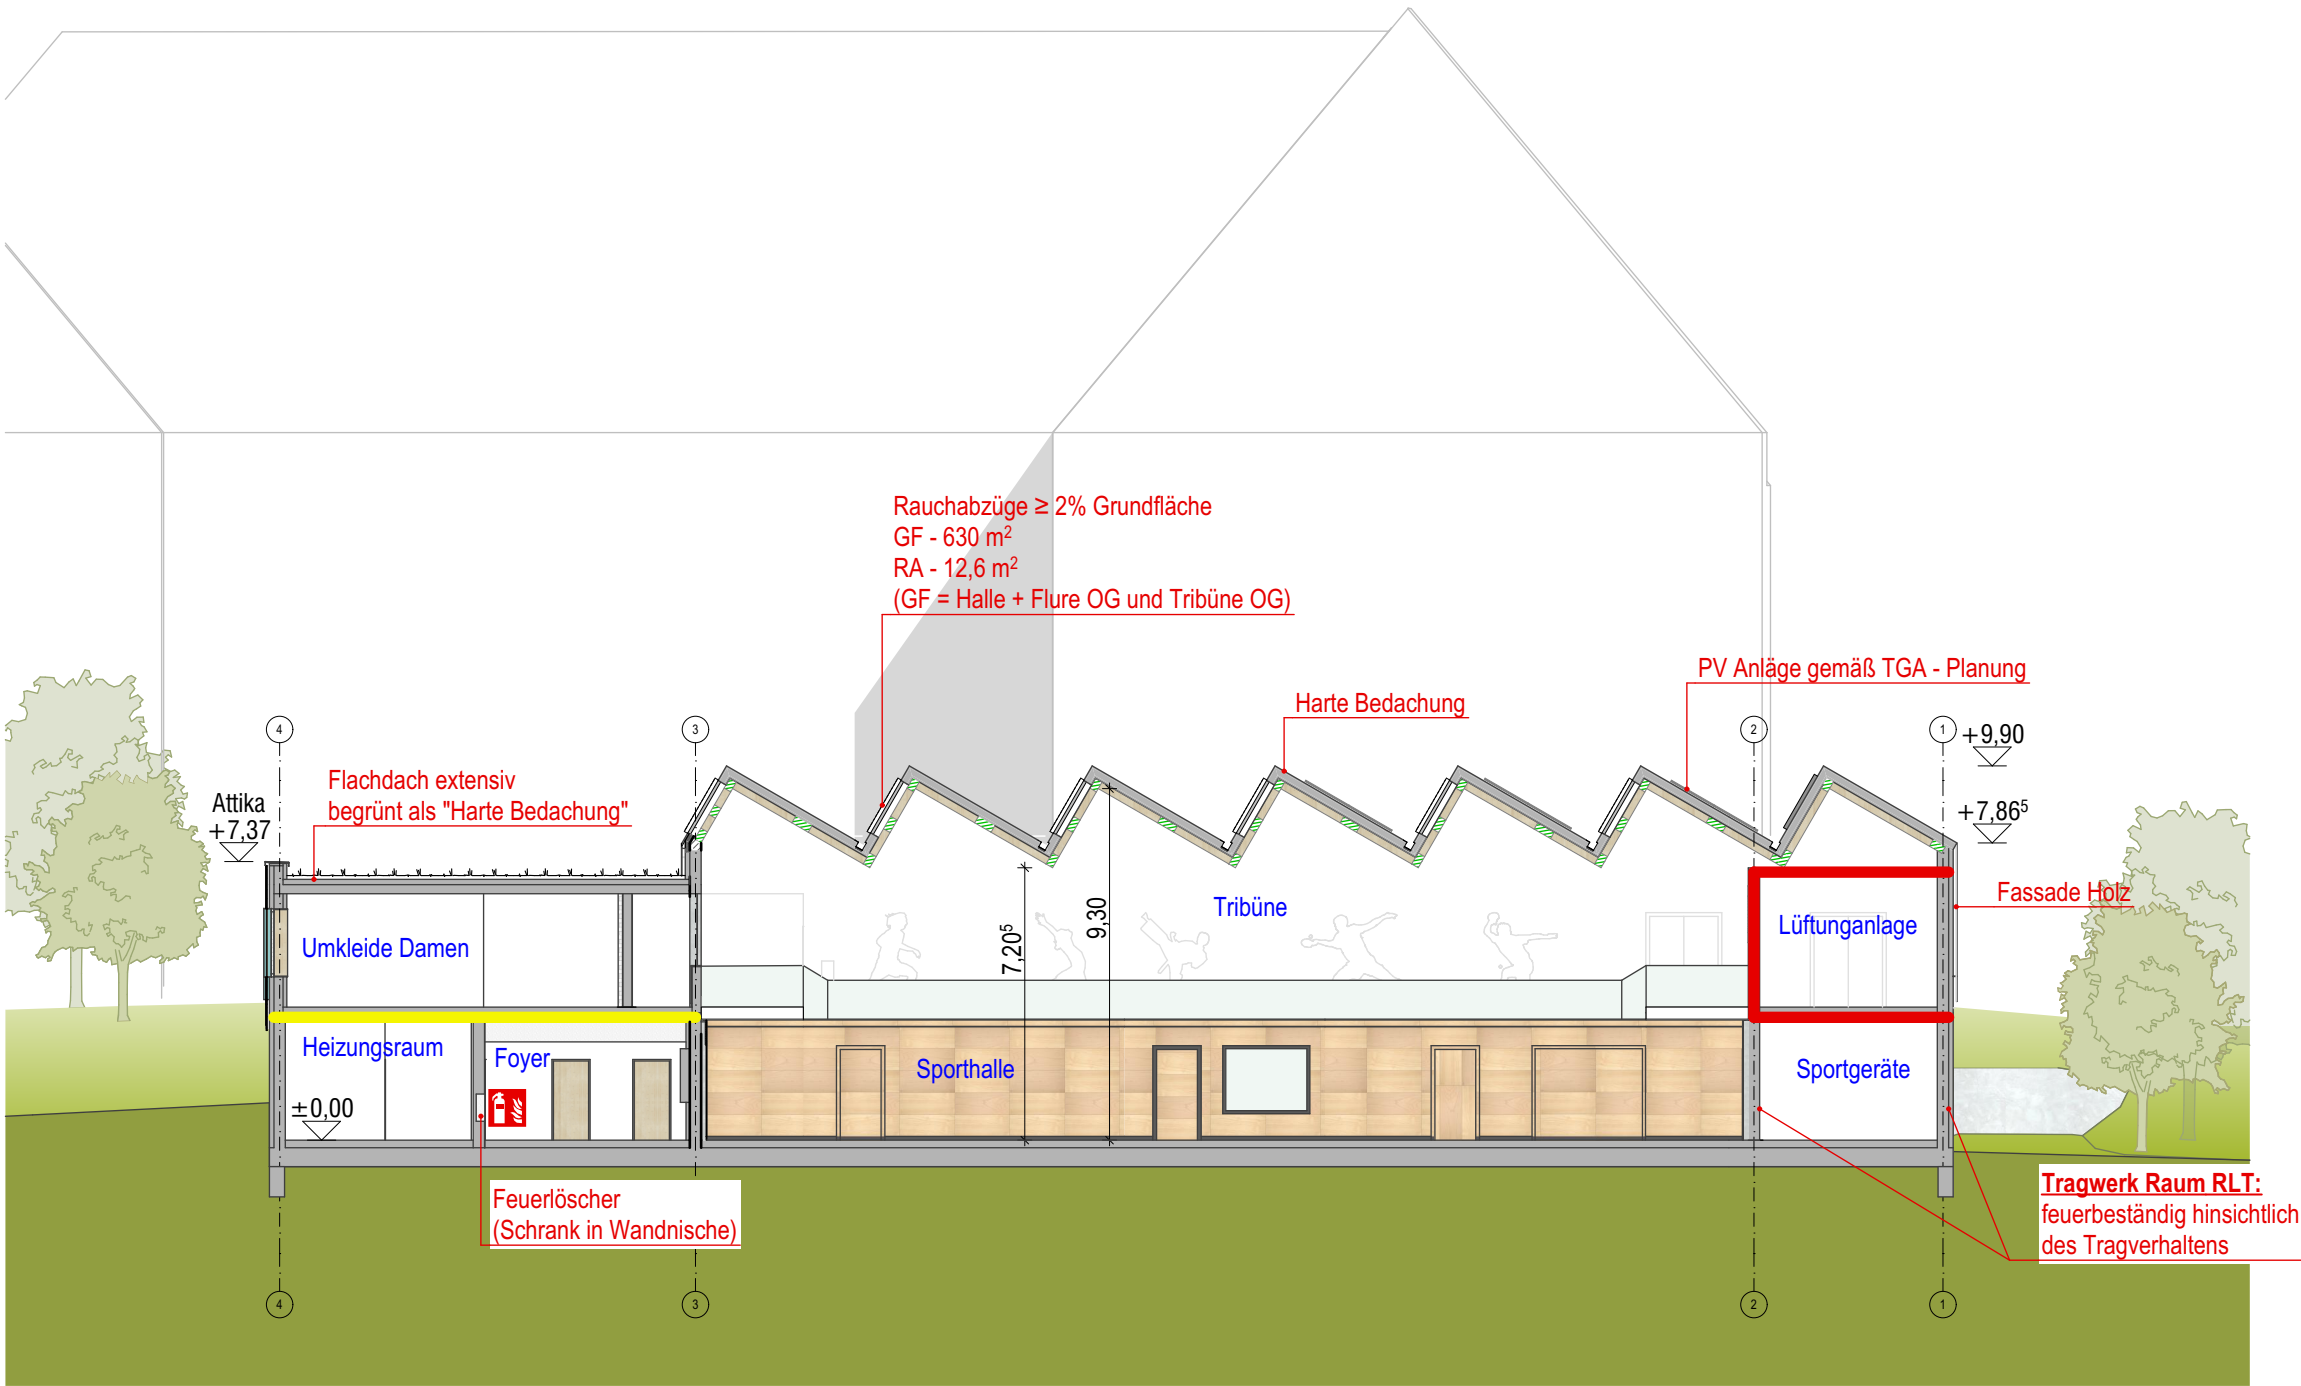 Rauchabzüge ≥ 2% Grundfläche
GF - 630 m²
RA - 12,6 m²
(GF = Halle + Flure OG und Tribüne OG)
PV Anläge gemäß TGA - Planung
Harte Bedachung
4
3
2
1
+9,90
Flachdach extensiv
begrünt als "Harte Bedachung"
Attika
+7,37
+7,86⁵
Fassade Holz
Tribüne
Lüftunganlage
Umkleide Damen
7,20⁵
9,30
Heizungsraum
Foyer
Sporthalle
Sportgeräte
±0,00
Feuerlöscher
(Schrank in Wandnische)
Tragwerk Raum RLT:
feuerbeständig hinsichtlich
des Tragverhaltens
4
3
2
1